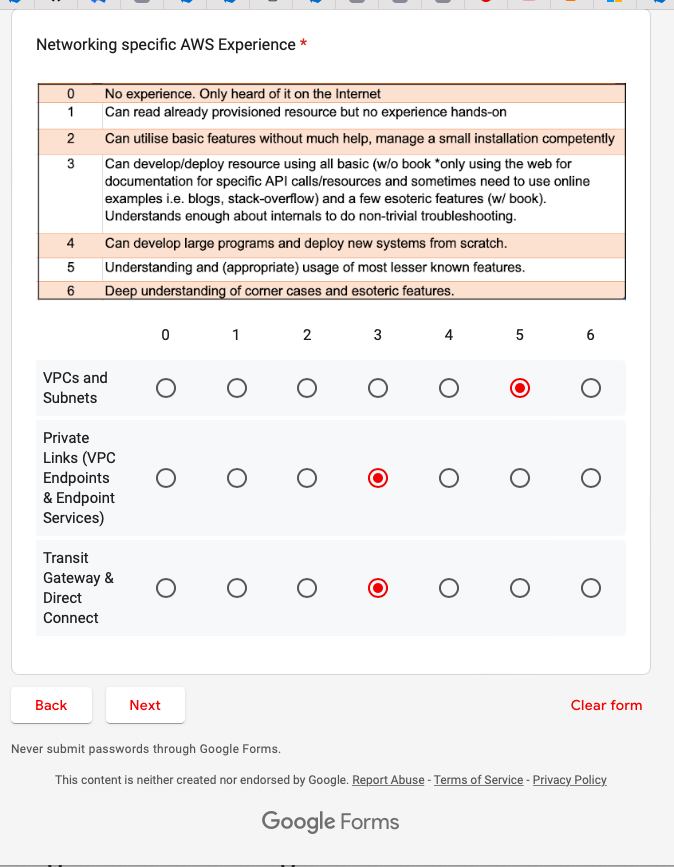 Networking specific AWS Experience *
0 No experience. Only heard of it on the Internet
1 Can read already provisioned resource but no experience hands-on
2 Can utilise basic features without much help, manage a small installation competently
3 Can develop/deploy resource using all basic (w/o book *only using the web for
documentation for specific API calls/resources and sometimes need to use online
examples i.e. blogs, stack-overflow) and a few esoteric features (w/ book).
Understands enough about internals to do non-trivial troubleshooting.
4 Can develop large programs and deploy new systems from scratch.
5 Understanding and (appropriate) usage of most lesser known features.
6 Deep understanding of corner cases and esoteric features.
0 1 2 3 4 5 6
VPCs and
Subnets
Private
Links (VPC
Endpoints
& Endpoint
Services)
Transit
Gateway &
Direct
Connect
Back Next Clear form
Never submit passwords through Google Forms.
This content is neither created nor endorsed by Google. Report Abuse - Terms of Service - Privacy Policy
Google Forms